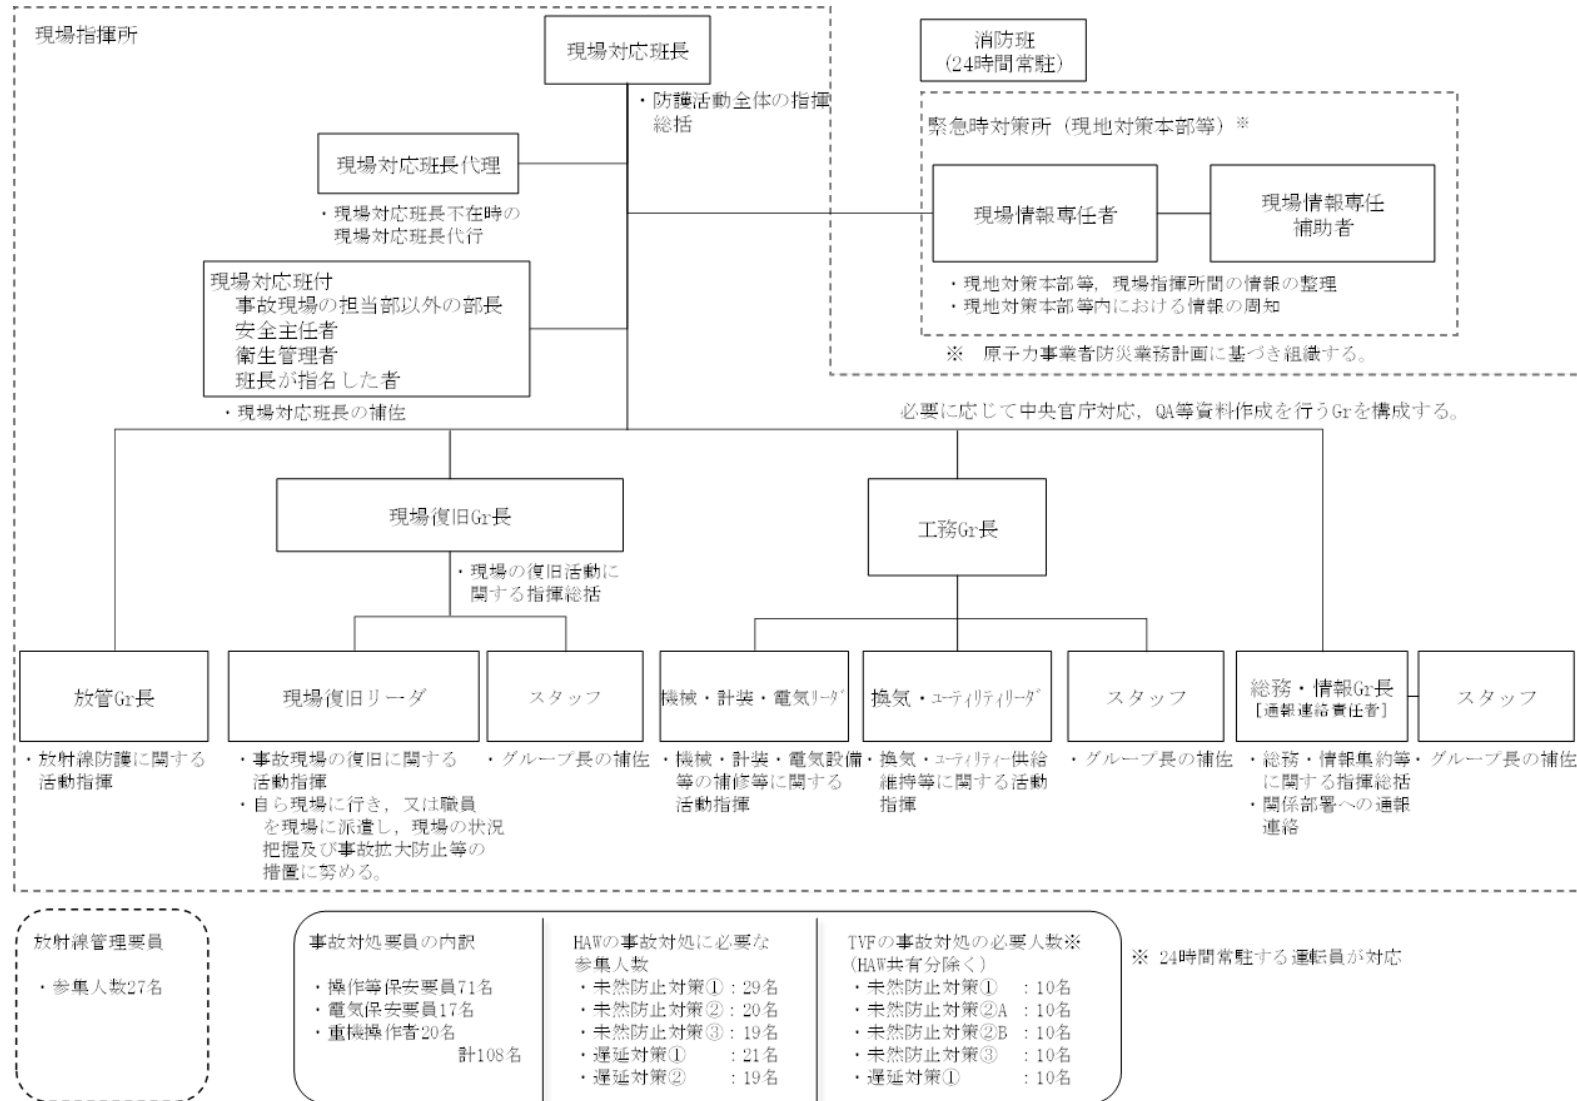 現場指揮所
現場対応班長
・防護活動全体の指揮
総括
消防班
(24時間常駐)
緊急時対策所（現地対策本部等）※
現場対応班長代理
・現場対応班長不在時の
現場対応班長代行
現場情報専任者
現場情報専任
補助者
・現地対策本部等，現場指揮所間の情報の整理
・現地対策本部等内における情報の周知
※　原子力事業者防災業務計画に基づき組織する。
現場対応班付
事故現場の担当部以外の部長
安全主任者
衛生管理者
班長が指名した者
・現場対応班長の補佐
必要に応じて中央官庁対応，QA等資料作成を行うGrを構成する。
現場復旧Gr長
・現場の復旧活動に
関する指揮総括
工務Gr長
放管Gr長
・放射線防護に関する
活動指揮
現場復旧リーダ
・事故現場の復旧に関する
活動指揮
・自ら現場に行き，又は職員
を現場に派遣し，現場の状況
把握及び事故拡大防止等の
措置に努める。
スタッフ
・グループ長の補佐
機械・計装・電気ﾘｰﾀﾞ
・機械・計装・電気設備
等の補修等に関する
活動指揮
換気・ﾕｰﾃｨﾘﾃｨﾘｰﾀﾞ
・換気・ﾕｰﾃｨﾘﾃｨｰ供給
維持等に関する活動
指揮
スタッフ
・グループ長の補佐
総務・情報Gr長
[通報連絡責任者]
・総務・情報集約等
に関する指揮総括
・関係部署への通報
連絡
スタッフ
・グループ長の補佐
放射線管理要員
・参集人数27名
事故対処要員の内訳
・操作等保安要員71名
・電気保安要員17名
・重機操作者20名
計108名
HAWの事故対処に必要な
参集人数
・未然防止対策①：29名
・未然防止対策②：20名
・未然防止対策③：19名
・遅延対策①　　：21名
・遅延対策②　　：19名
TVFの事故対処の必要人数※
(HAW共有分除く)
・未然防止対策①　：10名
・未然防止対策②A ：10名
・未然防止対策②B ：10名
・未然防止対策③　：10名
・遅延対策①　　　：10名
※ 24時間常駐する運転員が対応